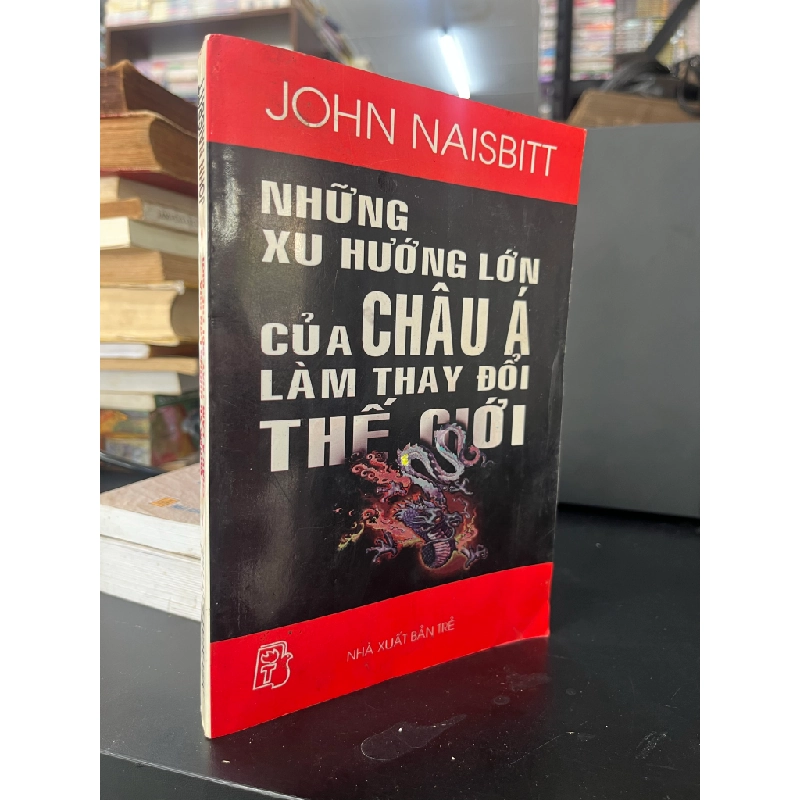 JOHN NAISBITT
NHỮNG
XU HƯỚNG LỚN
CỦA CHÂU Á
LÀM THAY ĐỔI
THẾ GIỚI
NHÀ XUẤT BẢN TRẺ